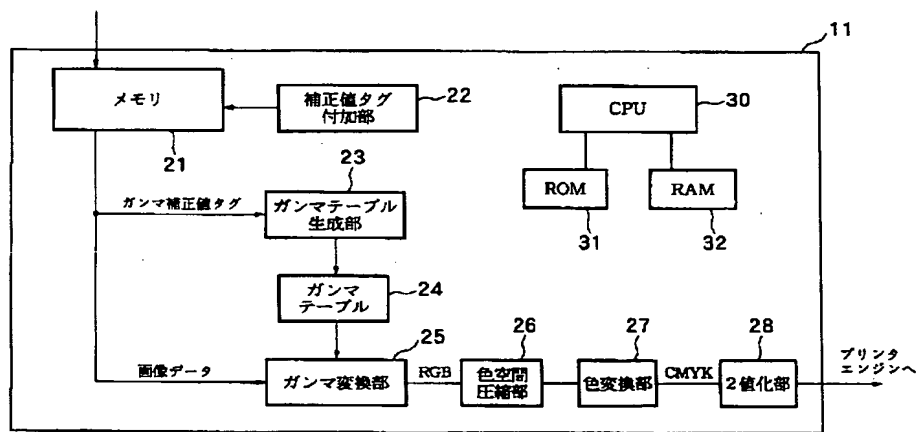 11
メモリ
21
補正値タグ
付加部
22
CPU
30
ROM
31
RAM
32
23
ガンマ補正値タグ
ガンマテーブル
生成部
ガンマ
テーブル
24
画像データ
25
ガンマ変換部
RGB
26
色空間
圧縮部
27
色変換部
CMYK
28
2値化部
プリンタ
エンジンへ